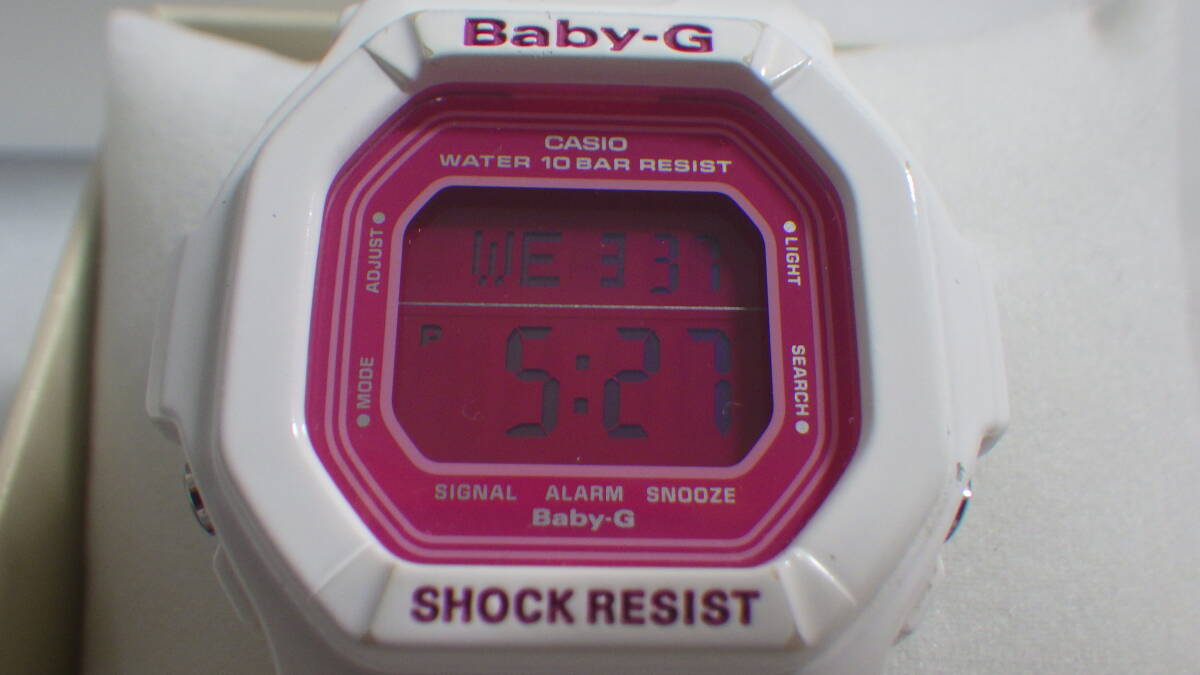 Baby-G
CASIO
WATER 10 BAR RESIST
ADJUST
LIGHT
WE 3 37
P 5:27
MODE
SEARCH
SIGNAL ALARM SNOOZE
Baby-G
SHOCK RESIST